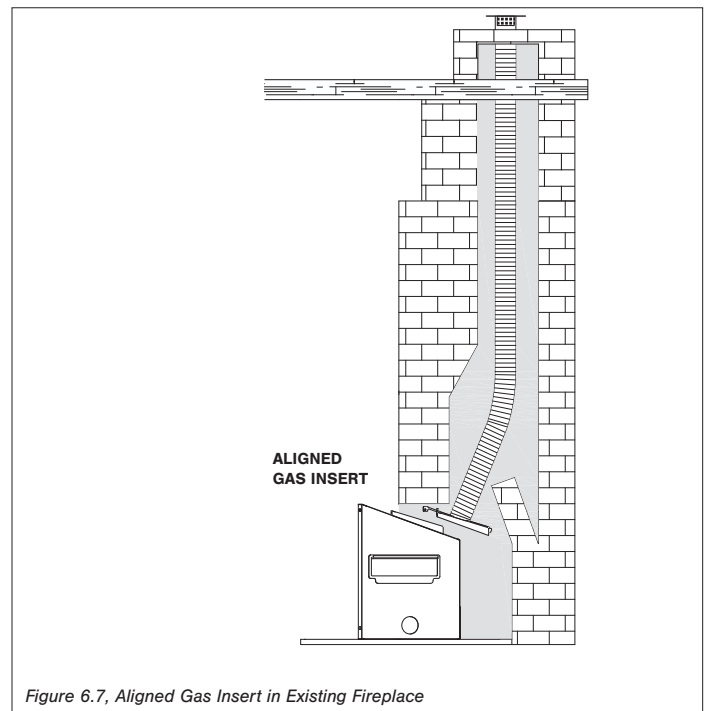 ALIGNED
GAS INSERT
Figure 6.7, Aligned Gas Insert in Existing Fireplace